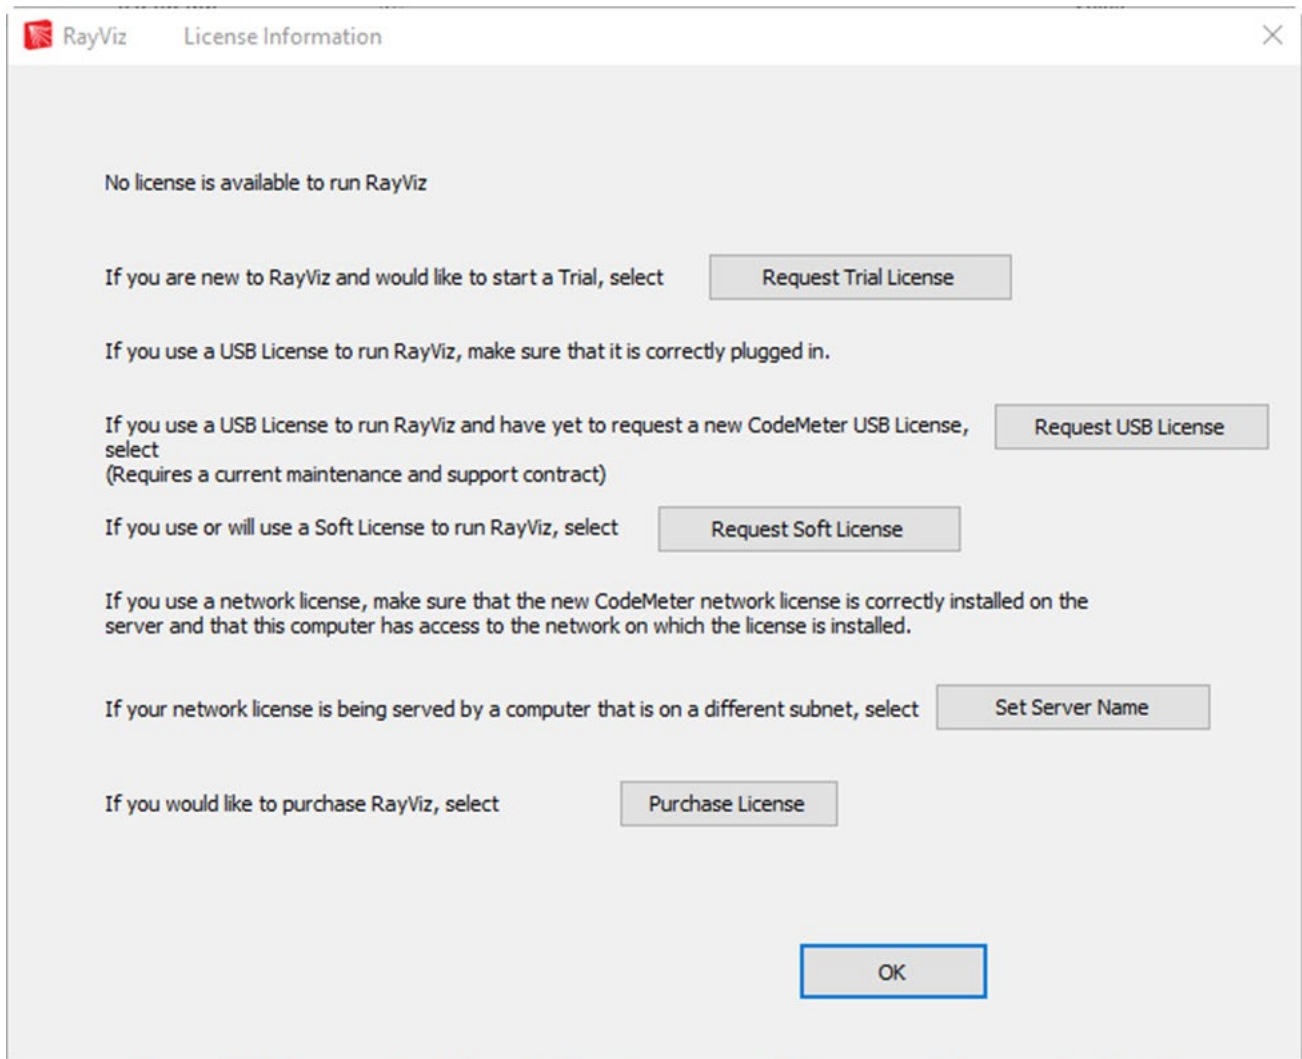 RayViz License Information
No license is available to run RayViz
If you are new to RayViz and would like to start a Trial, select Request Trial License
If you use a USB License to run RayViz, make sure that it is correctly plugged in.
If you use a USB License to run RayViz and have yet to request a new CodeMeter USB License, Request USB License
select
(Requires a current maintenance and support contract)
If you use or will use a Soft License to run RayViz, select Request Soft License
If you use a network license, make sure that the new CodeMeter network license is correctly installed on the
server and that this computer has access to the network on which the license is installed.
If your network license is being served by a computer that is on a different subnet, select Set Server Name
If you would like to purchase RayViz, select Purchase License
OK